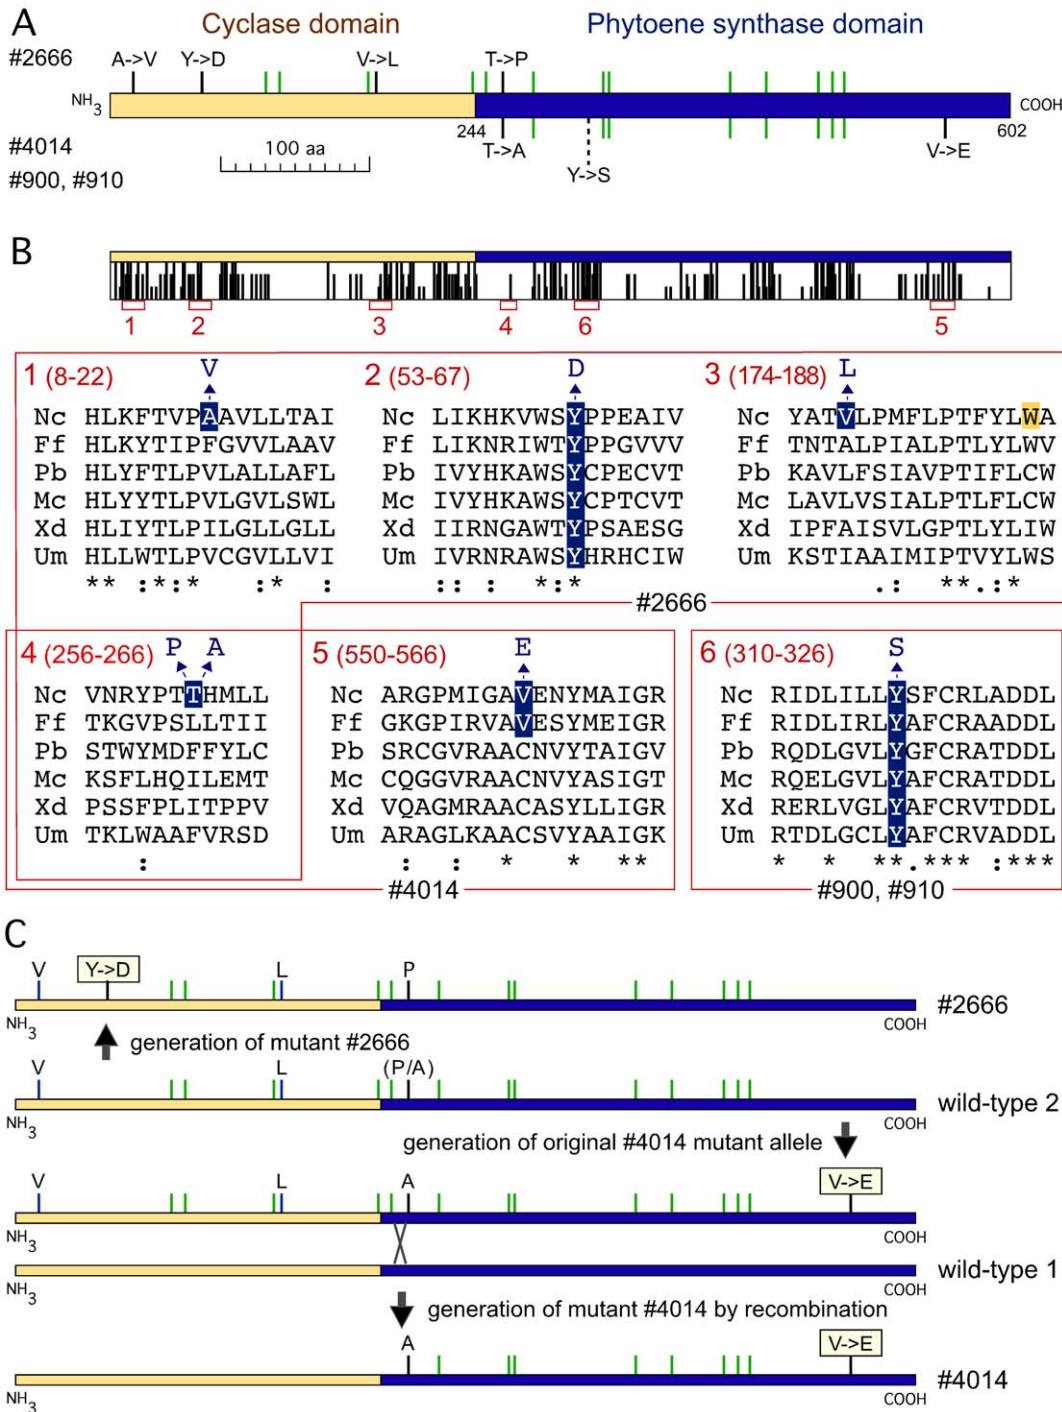 A
Cyclase domain
Phytoene synthase domain
#2666
A->V Y->D V->L T->P
NH3
COOH
244
602
#4014
#900, #910
100 aa
T->A
Y->S
V->E
B
1 2 3 4 6 5
1 (8-22)
V
Nc HLKFTVPAAVLLTAI
Ff HLYFTIPFGVVLAAV
Pb HLYFTLPVLALLAFL
Mc HLYYTLPVLGVLSWL
Xd HLIYTLPILGLLGLL
Um HLLWTLPVCGVLLVI
** :*:* :* :
2 (53-67)
D
Nc LIKHKVWSYPPEAIV
Ff LIKNRIWTYPPGVVV
Pb IVYHKAWSYCPECVT
Mc IVYHKAWSYCPTCVT
Xd IIRNGAWTYPSAESG
Um IVRNRAWSYHRHCIW
:: : *:*
3 (174-188)
L
Nc YATVLPMFLPTFYLWA
Ff TNTALPIALPTLYLWV
Pb KAVLFSIAVPTIFLCW
Mc LAVLVSIALPTLFLCW
Xd IPFAISVLGPTLYLIW
Um KSTIAAIMIPTVYLWS
.: ** :*
#2666
4 (256-266)
P A
Nc VNRYPTTHMLL
Ff TKGVPSLLTII
Pb STWYMDFFYLC
Mc KSFLHQILEMT
Xd PSSFPLITPPV
Um TKLWAAFVRSD
:
5 (550-566)
E
Nc ARGPMIGAVENYMAIGR
Ff GKGPIRVAVESYMEIGR
Pb SRCGVRAACNVYTAIGV
Mc CQGGVRAACNVYASIGT
Xd VQAGMRAACASYLLIGR
Um ARAGLKAACSVYAAIGK
: : * * **
#4014
6 (310-326)
S
Nc RIDLILLYSFCRLADDL
Ff RIDLIRLYAFCRAADDL
Pb RQDLGVLYGFCRATDDL
Mc RQELGVLYAFCRATDDL
Xd RERLVGLYAFCRVTDDL
Um RTDLGCLYAFCRVADDL
* * **.*** :***
#900, #910
C
V Y->D L P
#2666
NH3
COOH
generation of mutant #2666
V L (P/A)
wild-type 2
NH3
COOH
generation of original #4014 mutant allele
V L A V->E
NH3
COOH
wild-type 1
NH3
COOH
generation of mutant #4014 by recombination
A V->E
#4014
NH3
COOH